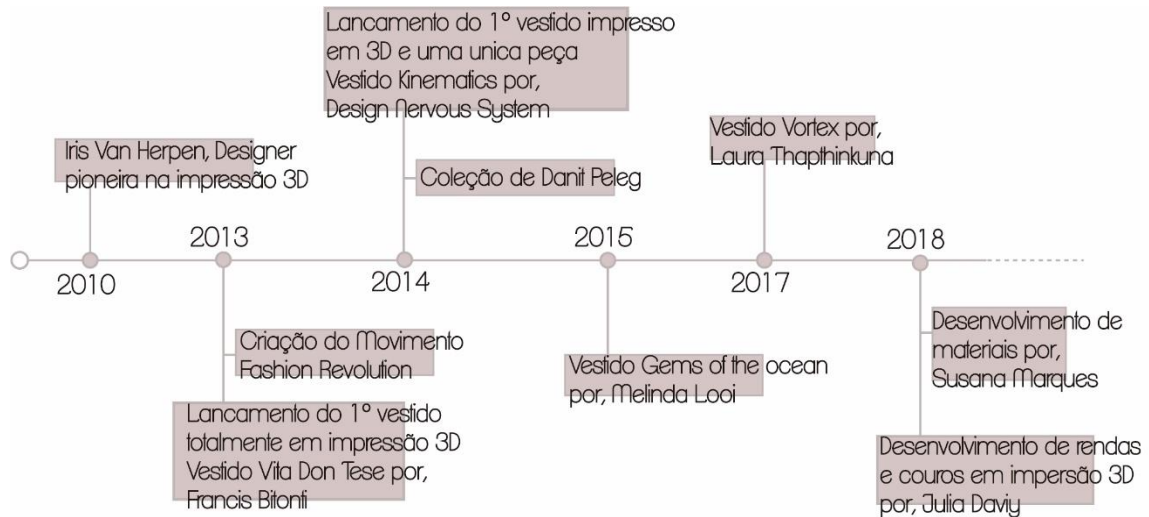 Lancamento do 1º vestido impresso
em 3D e uma unica peça
Vestido Kinematics por,
Design Nervous System
Iris Van Herpen, Designer
pioneira na impressão 3D
Coleção de Danit Peleg
Vestido Vortex por,
Laura Thapthinkuna
2010
2013
2014
2015
2017
2018
Criação do Movimento
Fashion Revolution
Lancamento do 1º vestido
totalmente em impressão 3D
Vestido Vita Don Tese por,
Francis Bitonti
Vestido Gems of the ocean
por, Melinda Looi
Desenvolvimento de
materiais por,
Susana Marques
Desenvolvimento de rendas
e couros em impersão 3D
por, Julia Daviy